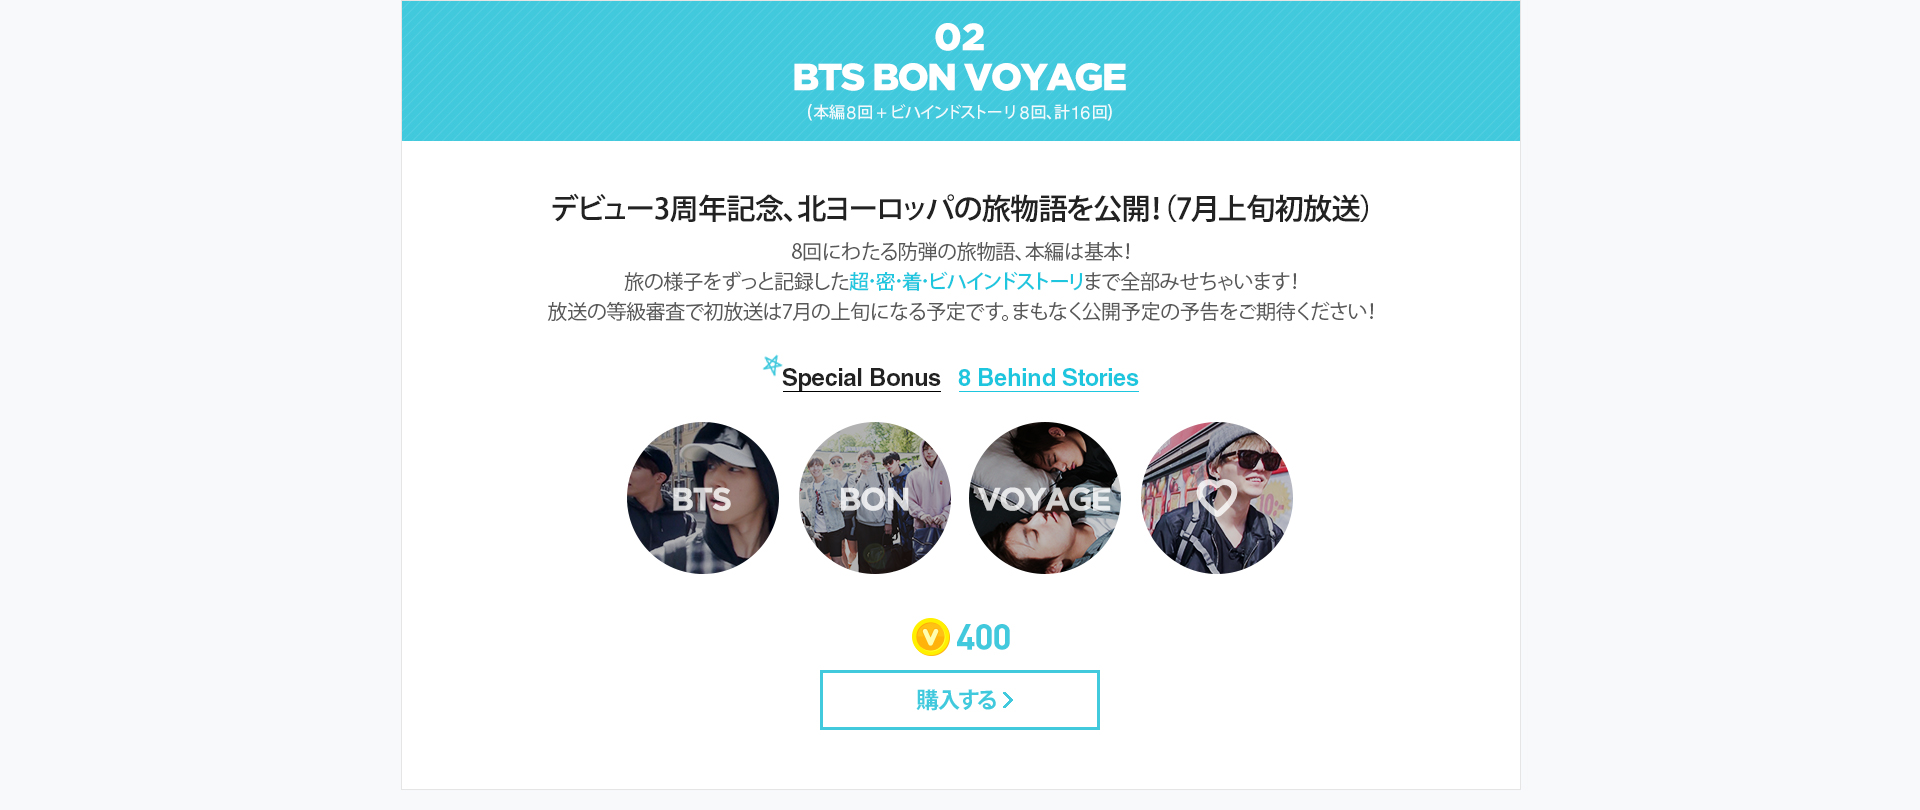 02
BTS BON VOYAGE
(本編8回+ビハインドストーリ8回、計16回)
デビュー3周年記念、北ヨーロッパの旅物語を公開!(7月上旬初放送)
8回にわたる防弾の旅物語、本編は基本!
旅の様子をずっと記録した超・密・着・ビハインドストーリまで全部みせちゃいます!
放送の等級審査で初放送は7月の上旬になる予定です。まもなく公開予定の予告をご期待ください!
Special Bonus 8 Behind Stories
BTS BON VOYAGE
V 400
購入する >